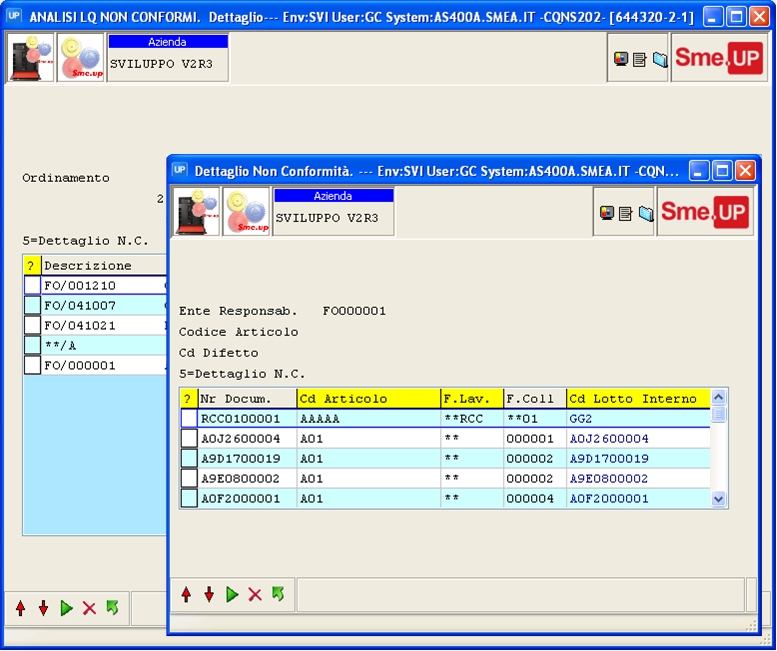 UP ANALISI LQ NON CONFORMI. Dettaglio--- Env:SVI User:GC System:AS400A.SMEA.IT -CQNS202- [644320-2-1]
Sme.up
Azienda
SVILUPPO V2R3
Sme.UP
Ordinamento
2
5=Dettaglio N.C.
? Descrizione
FO/001210
FO/041007
FO/041021
**/A
FO/000001
UP Dettaglio Non Conformità. --- Env:SVI User:GC System:AS400A.SMEA.IT -CQN...
Sme.up
Azienda
SVILUPPO V2R3
Sme.UP
Ente Responsab. FO000001
Codice Articolo
Cd Difetto
5=Dettaglio N.C.
? Nr Docum. Cd Articolo F.Lav. F.Coll Cd Lotto Interno
RCC0100001 AAAAA **RCC **01 GG2
A0J2600004 A01 ** 000001 A0J2600004
A9D1700019 A01 ** 000002 A9D1700019
A9E0800002 A01 ** 000002 A9E0800002
A0F2000001 A01 ** 000004 A0F2000001